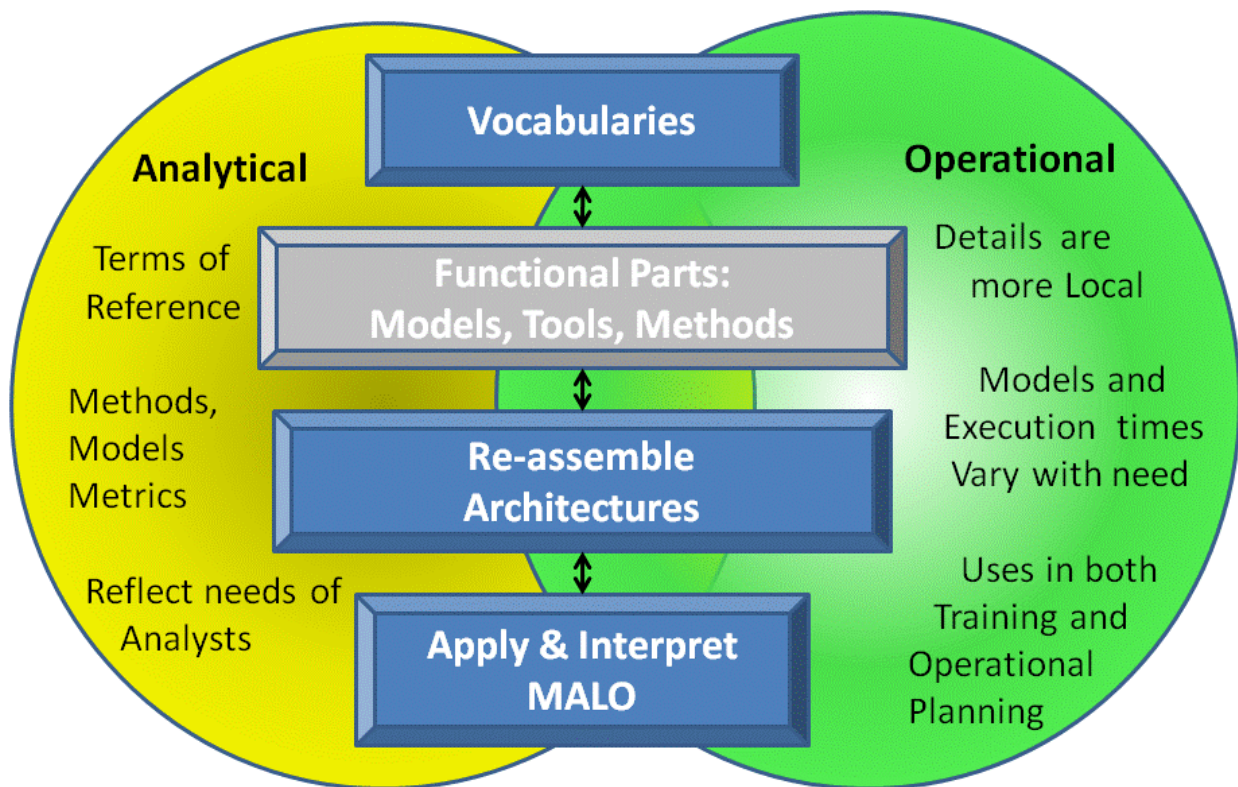 Vocabularies
Analytical
Operational
Terms of
Reference
Functional Parts:
Models, Tools, Methods
Details are
more Local
Methods,
Models
Metrics
Re-assemble
Architectures
Models and
Execution times
Vary with need
Reflect needs of
Analysts
Apply & Interpret
MALO
Uses in both
Training and
Operational
Planning